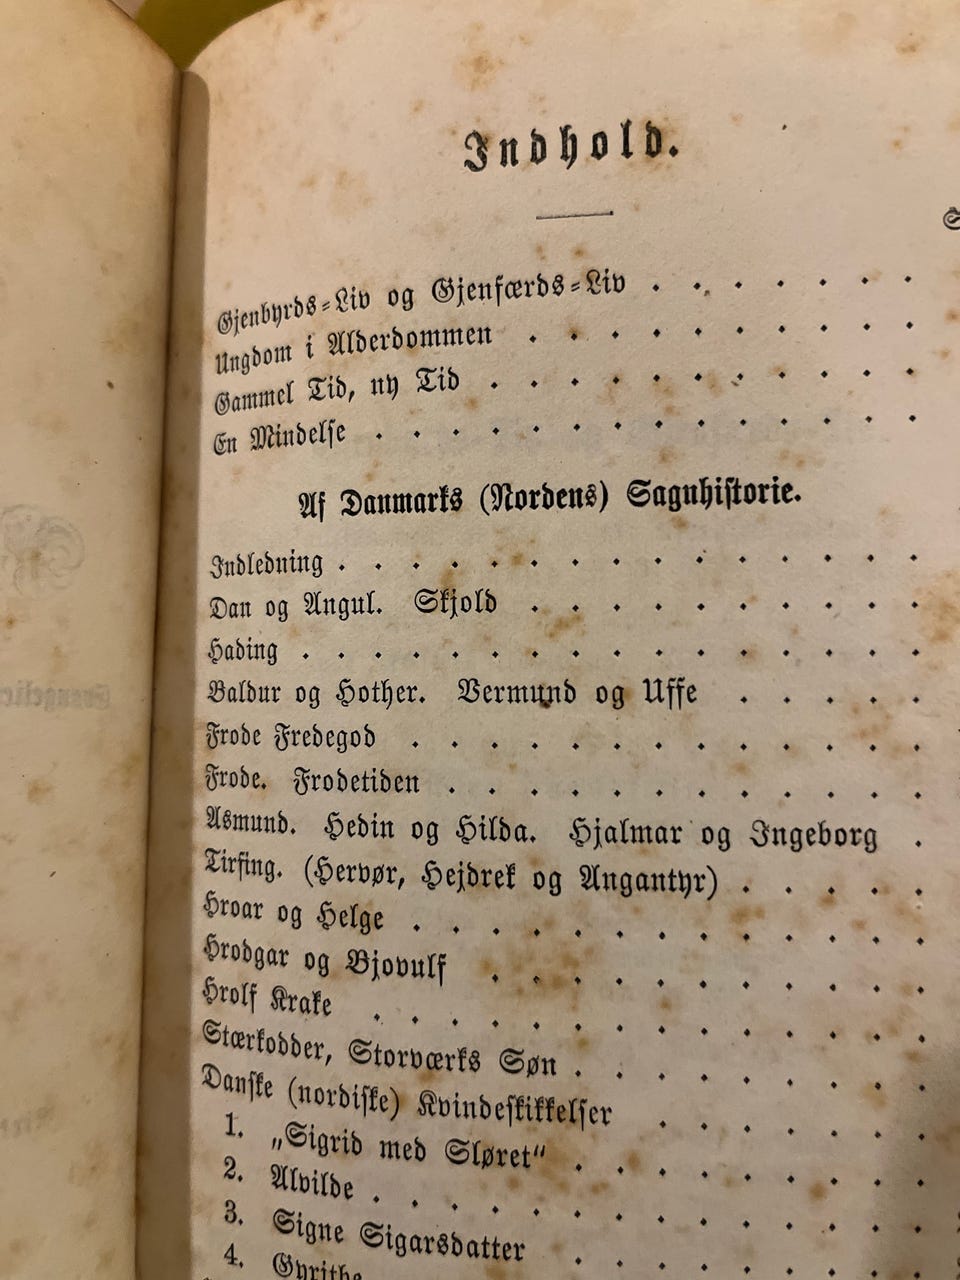 Indhold.
Gjenbyrds-Liv og Gjenfærds-Liv . . . . . . .
Ungdom i Alderdommen . . . . . . . . . .
Gammel Tid, ny Tid . . . . . . . . . . .
En Mindelse . . . . . . . . . . . . . .
Af Danmarks (Nordens) Sagnhistorie.
Indledning . . . . . . . . . . . . . . .
Dan og Angul. Skjold . . . . . . . . . .
Hading . . . . . . . . . . . . . . . .
Baldur og Hother. Vermund og Uffe . . . . .
Frode Fredegod . . . . . . . . . . . . .
Frode. Frodetiden . . . . . . . . . . . .
Asmund. Hedin og Hilda. Hjalmar og Ingeborg .
Tirfing. (Hervør, Hejdrek og Angantyr) . . . . .
Hroar og Helge . . . . . . . . . . . . .
Hrodgar og Bjovulf . . . . . . . . . . .
Hrolf Krake . . . . . . . . . . . . . .
Stærkodder, Storværks Søn . . . . . . . . .
Danske (nordiske) Kvindeskikkelser . . . . . . .
1. „Sigrid med Sløret“ . . . . . . . . .
2. Alvilde . . . . . . . . . . . . . .
3. Signe Sigarsdatter . . . . . . . . .
4. Gyrithe